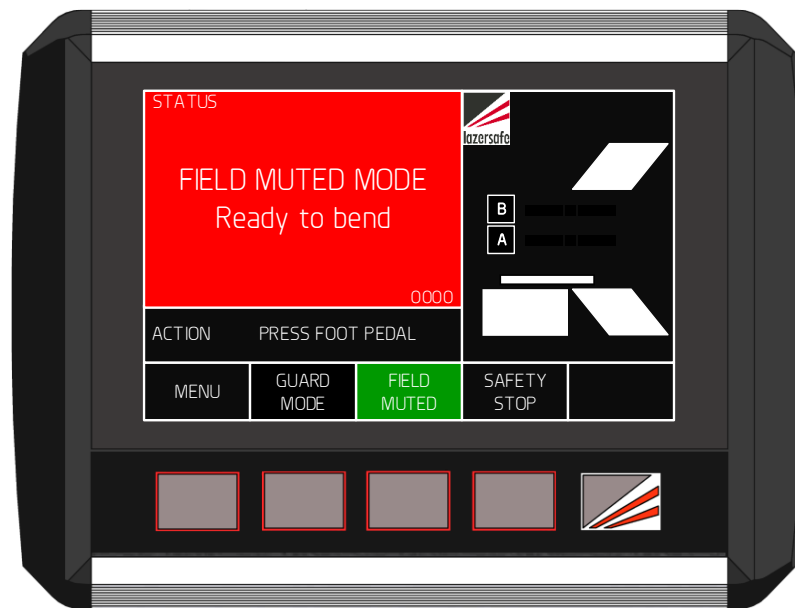 STATUS
FIELD MUTED MODE
Ready to bend
0000
ACTION PRESS FOOT PEDAL
lazersafe
B
A
MENU
GUARD
MODE
FIELD
MUTED
SAFETY
STOP